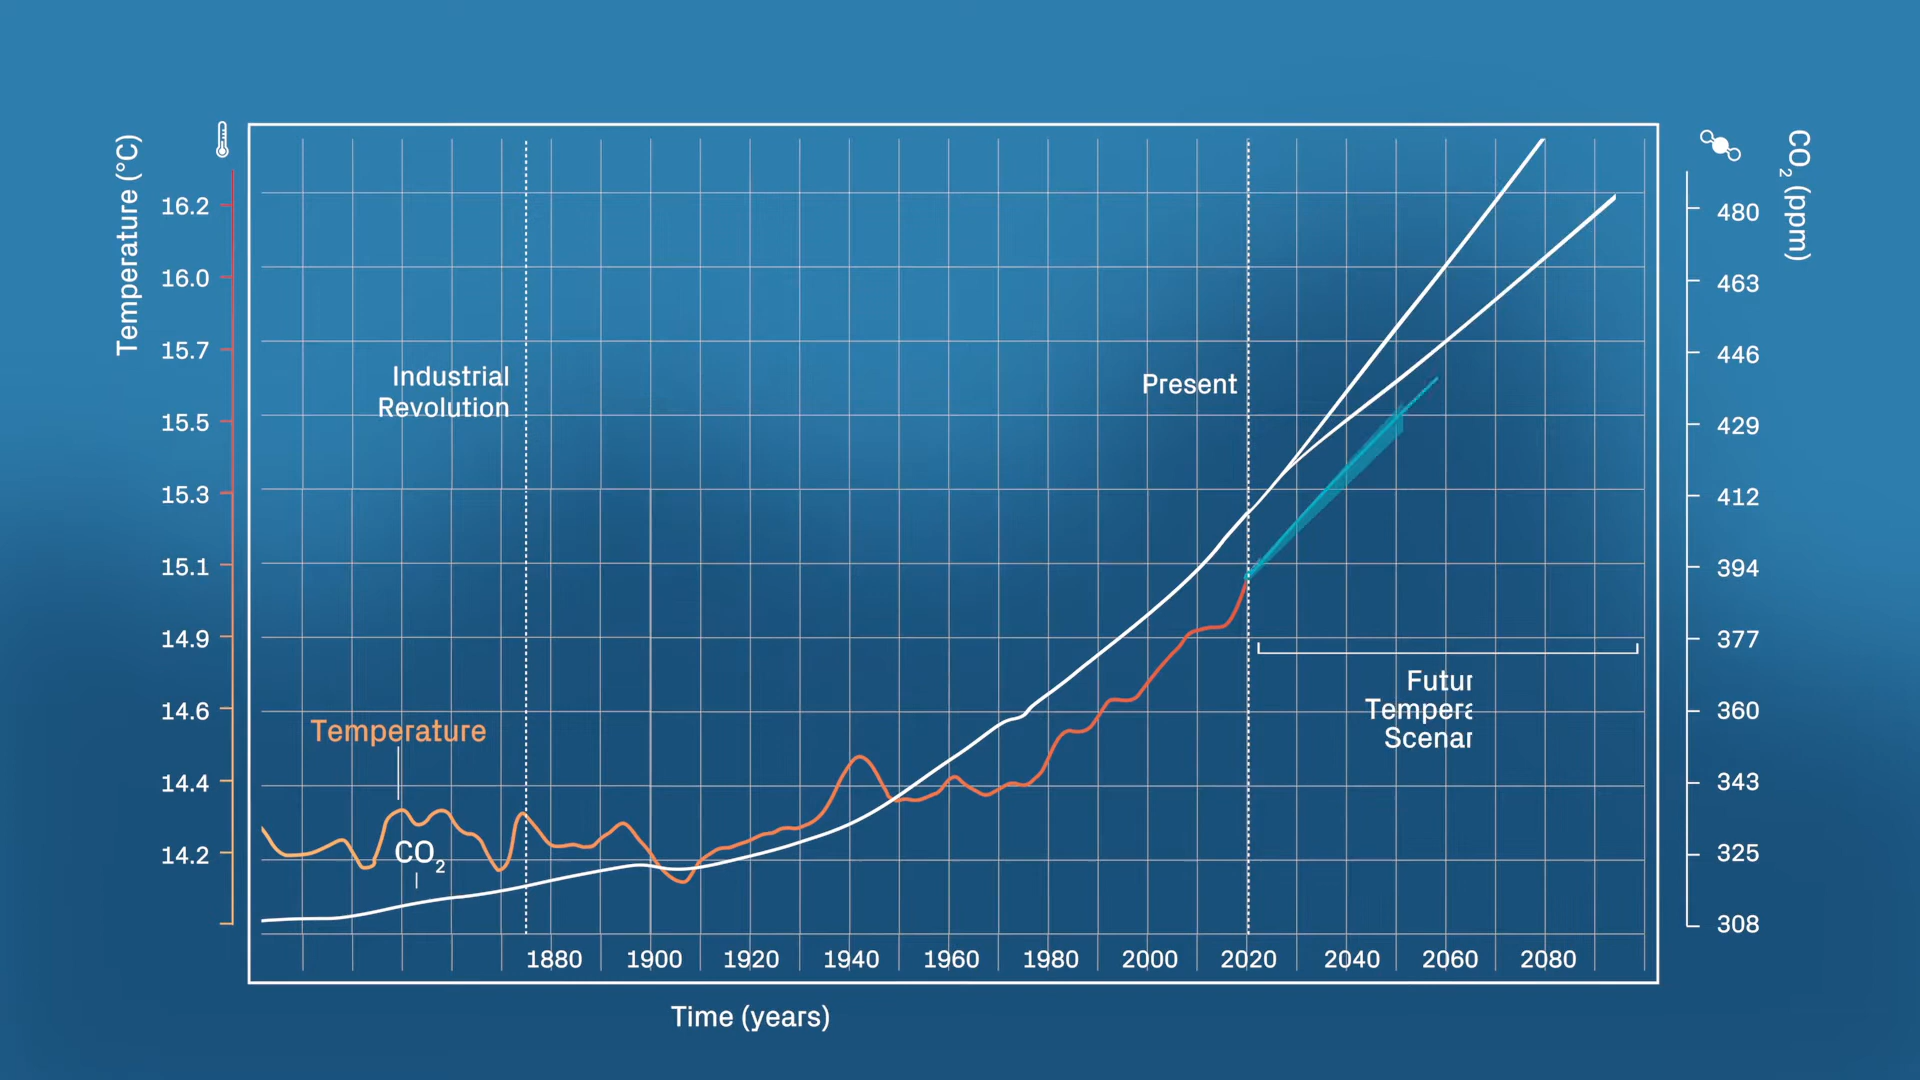 Temperature (°C)
16.2
16.0
15.7
15.5
15.3
15.1
14.9
14.6
14.4
14.2
Industrial
Revolution
Present
Temperature
CO₂
Futur
Tempera
Scenar
CO₂ (ppm)
480
463
446
429
412
394
377
360
343
325
308
1880 1900 1920 1940 1960 1980 2000 2020 2040 2060 2080
Time (years)